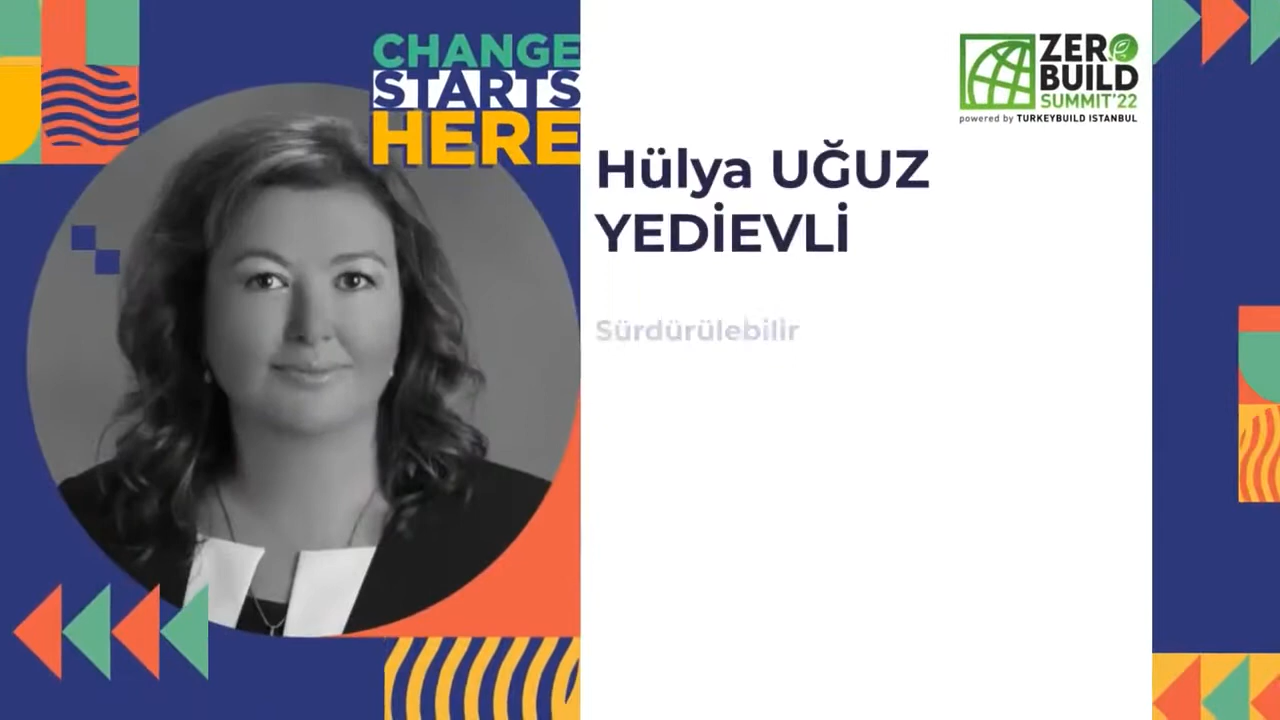 CHANGE
STARTS
HERE
ZERO
BUILD
SUMMIT'22
powered by TURKEYBUILD ISTANBUL
Hülya UĞUZ
YEDİEVLİ
Sürdürülebilir